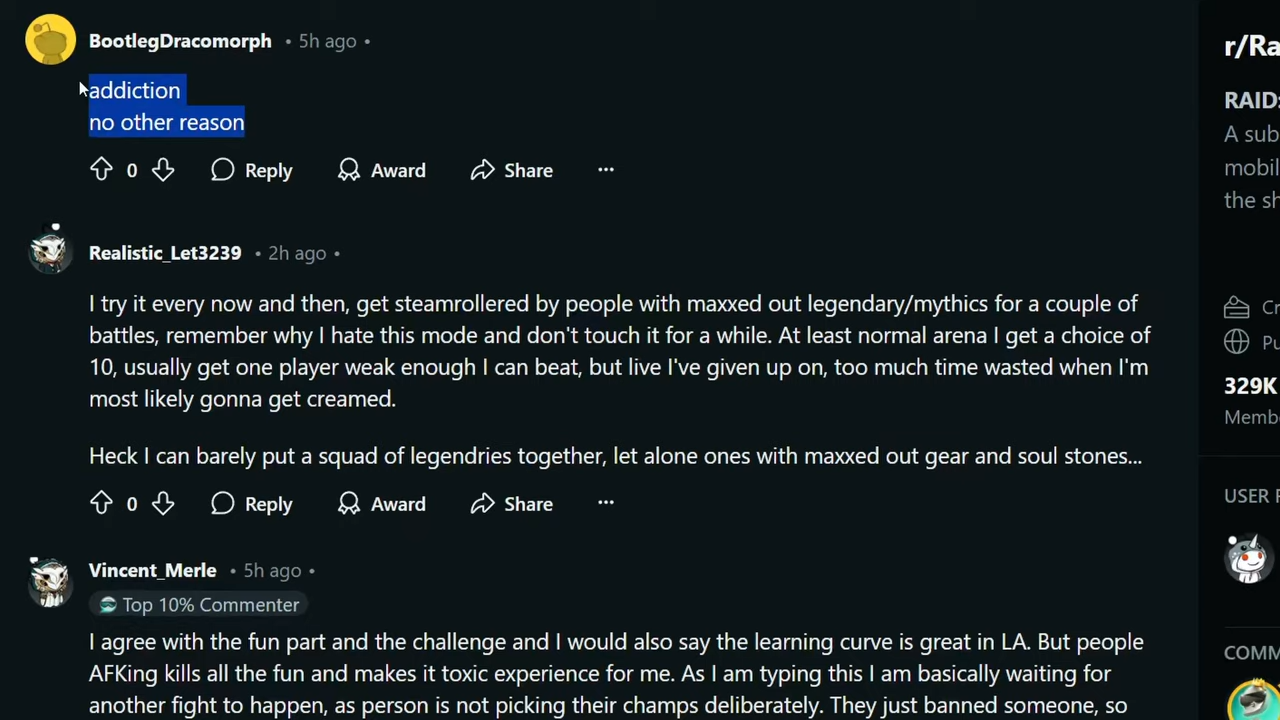 BootlegDracomorph • 5h ago •
addiction
no other reason
0 Reply Award Share ...
Realistic_Let3239 • 2h ago •
I try it every now and then, get steamrollered by people with maxxed out legendary/mythics for a couple of
battles, remember why I hate this mode and don't touch it for a while. At least normal arena I get a choice of
10, usually get one player weak enough I can beat, but live I've given up on, too much time wasted when I'm
most likely gonna get creamed.
Heck I can barely put a squad of legendries together, let alone ones with maxxed out gear and soul stones...
0 Reply Award Share ...
Vincent_Merle • 5h ago •
Top 10% Commenter
I agree with the fun part and the challenge and I would also say the learning curve is great in LA. But people
AFKing kills all the fun and makes it toxic experience for me. As I am typing this I am basically waiting for
another fight to happen, as person is not picking their champs deliberately. They just banned someone, so
r/Ra
RAID:
A sub
mobil
the sh
Cr
Pu
329K
Membe
USER F
COMM